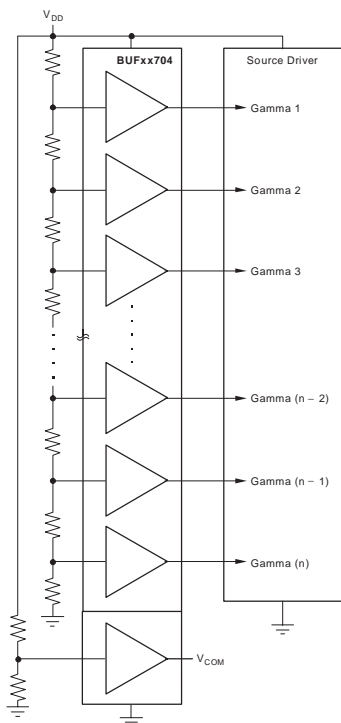 V_DD
BUFxx704
Source Driver
Gamma 1
Gamma 2
Gamma 3
Gamma (n − 2)
Gamma (n − 1)
Gamma (n)
V_COM